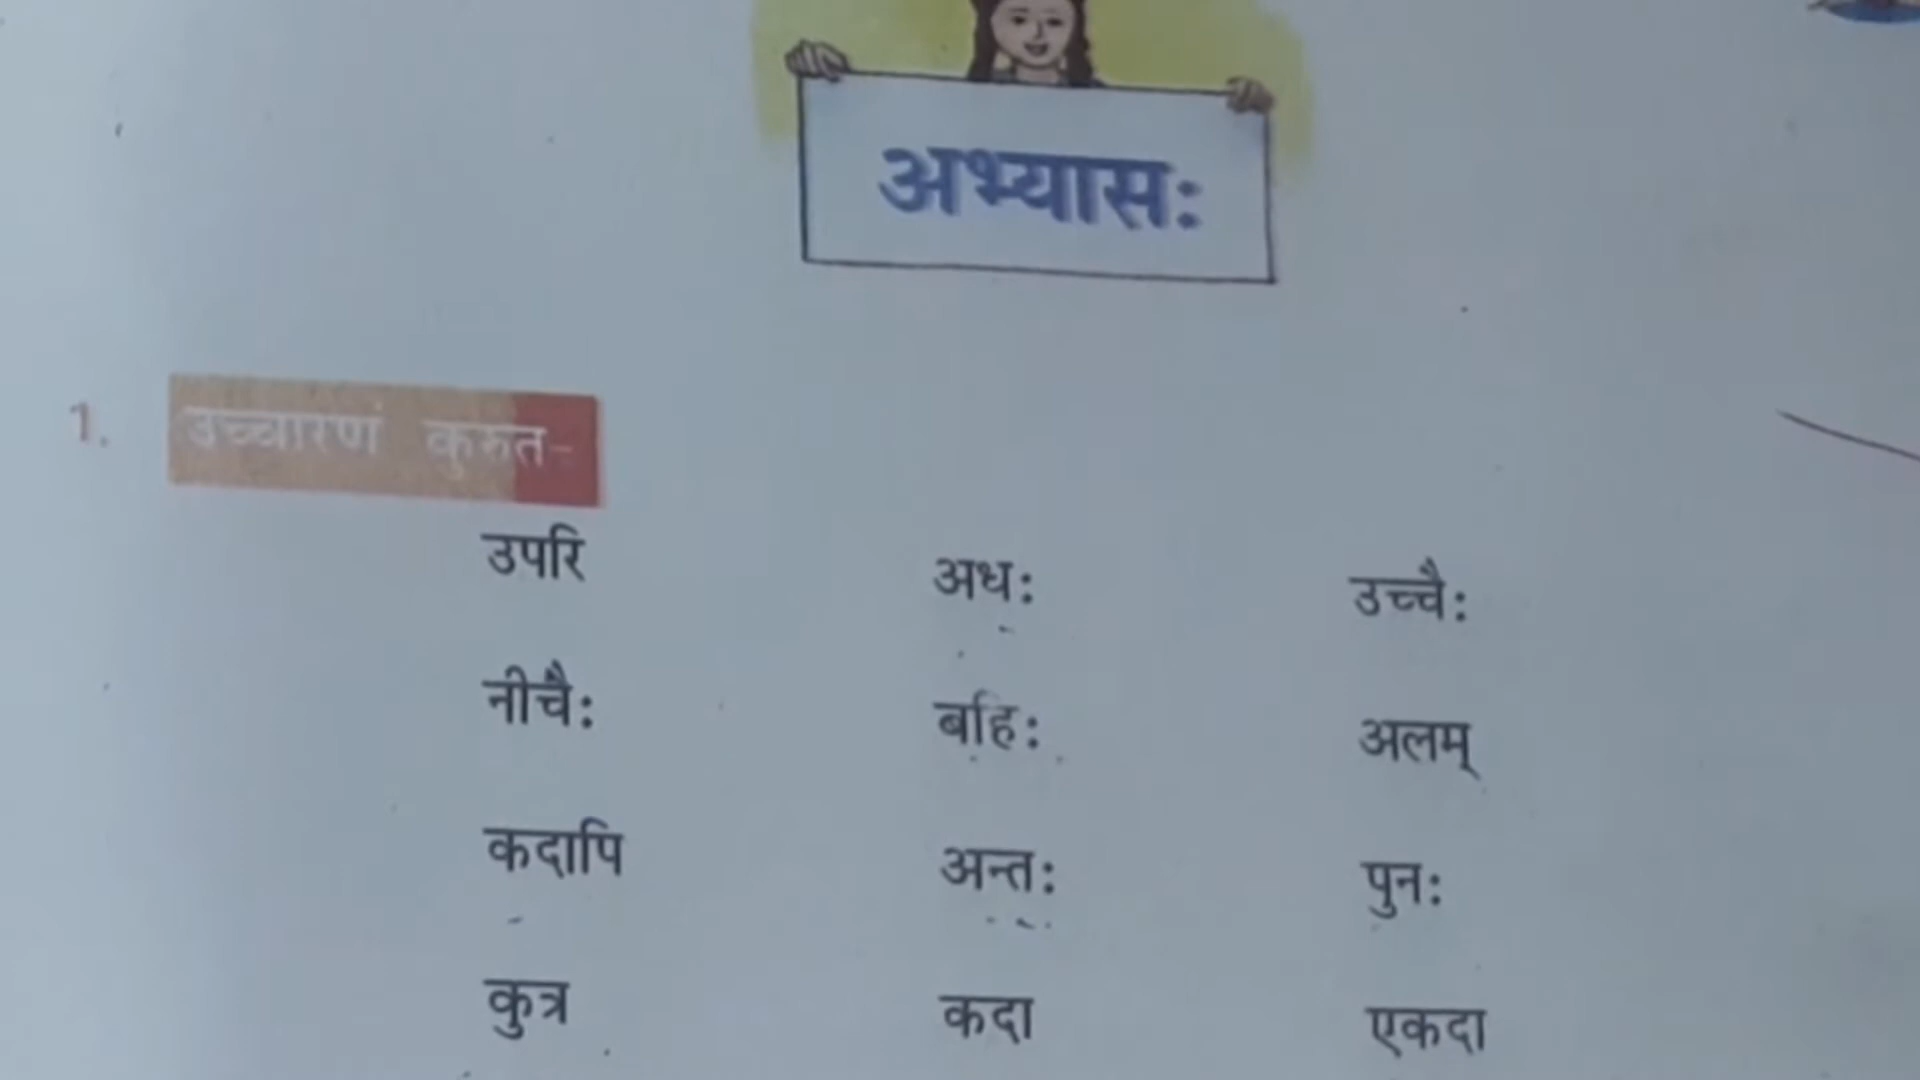 अभ्यासः
1. उच्चारणं कुरुत-
उपरि अधः उच्चैः
नीचैः बहिः अलम्
कदापि अन्तः पुनः
कुत्र कदा एकदा